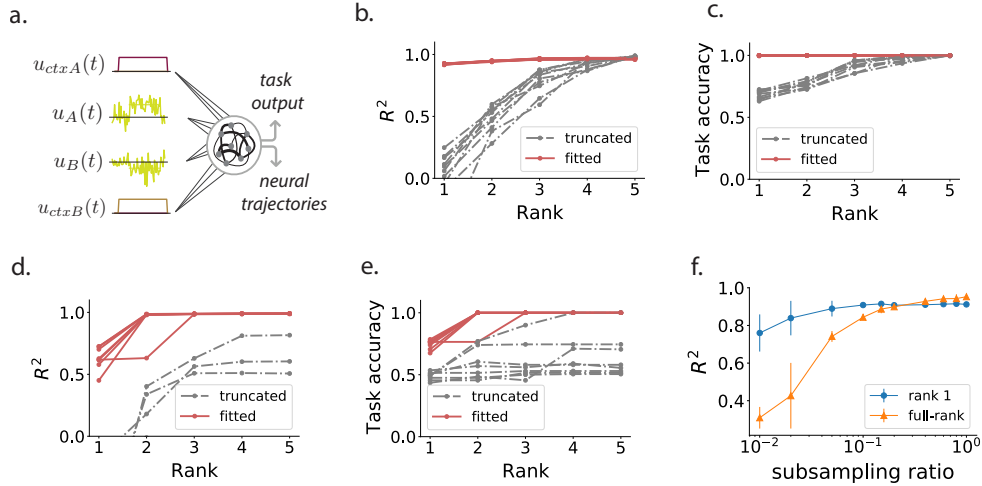 a.
u_{ctxA}(t)
u_A(t)
u_B(t)
u_{ctxB}(t)
task
output
neural
trajectories
b.
R^2
1.0
0.5
0.0
truncated
fitted
1 2 3 4 5
Rank
c.
Task accuracy
1.0
0.5
0.0
truncated
fitted
1 2 3 4 5
Rank
d.
R^2
1.0
0.5
0.0
truncated
fitted
1 2 3 4 5
Rank
e.
Task accuracy
1.0
0.5
0.0
truncated
fitted
1 2 3 4 5
Rank
f.
R^2
1.0
0.8
0.6
0.4
rank 1
full-rank
10^{-2} 10^{-1} 10^0
subsampling ratio